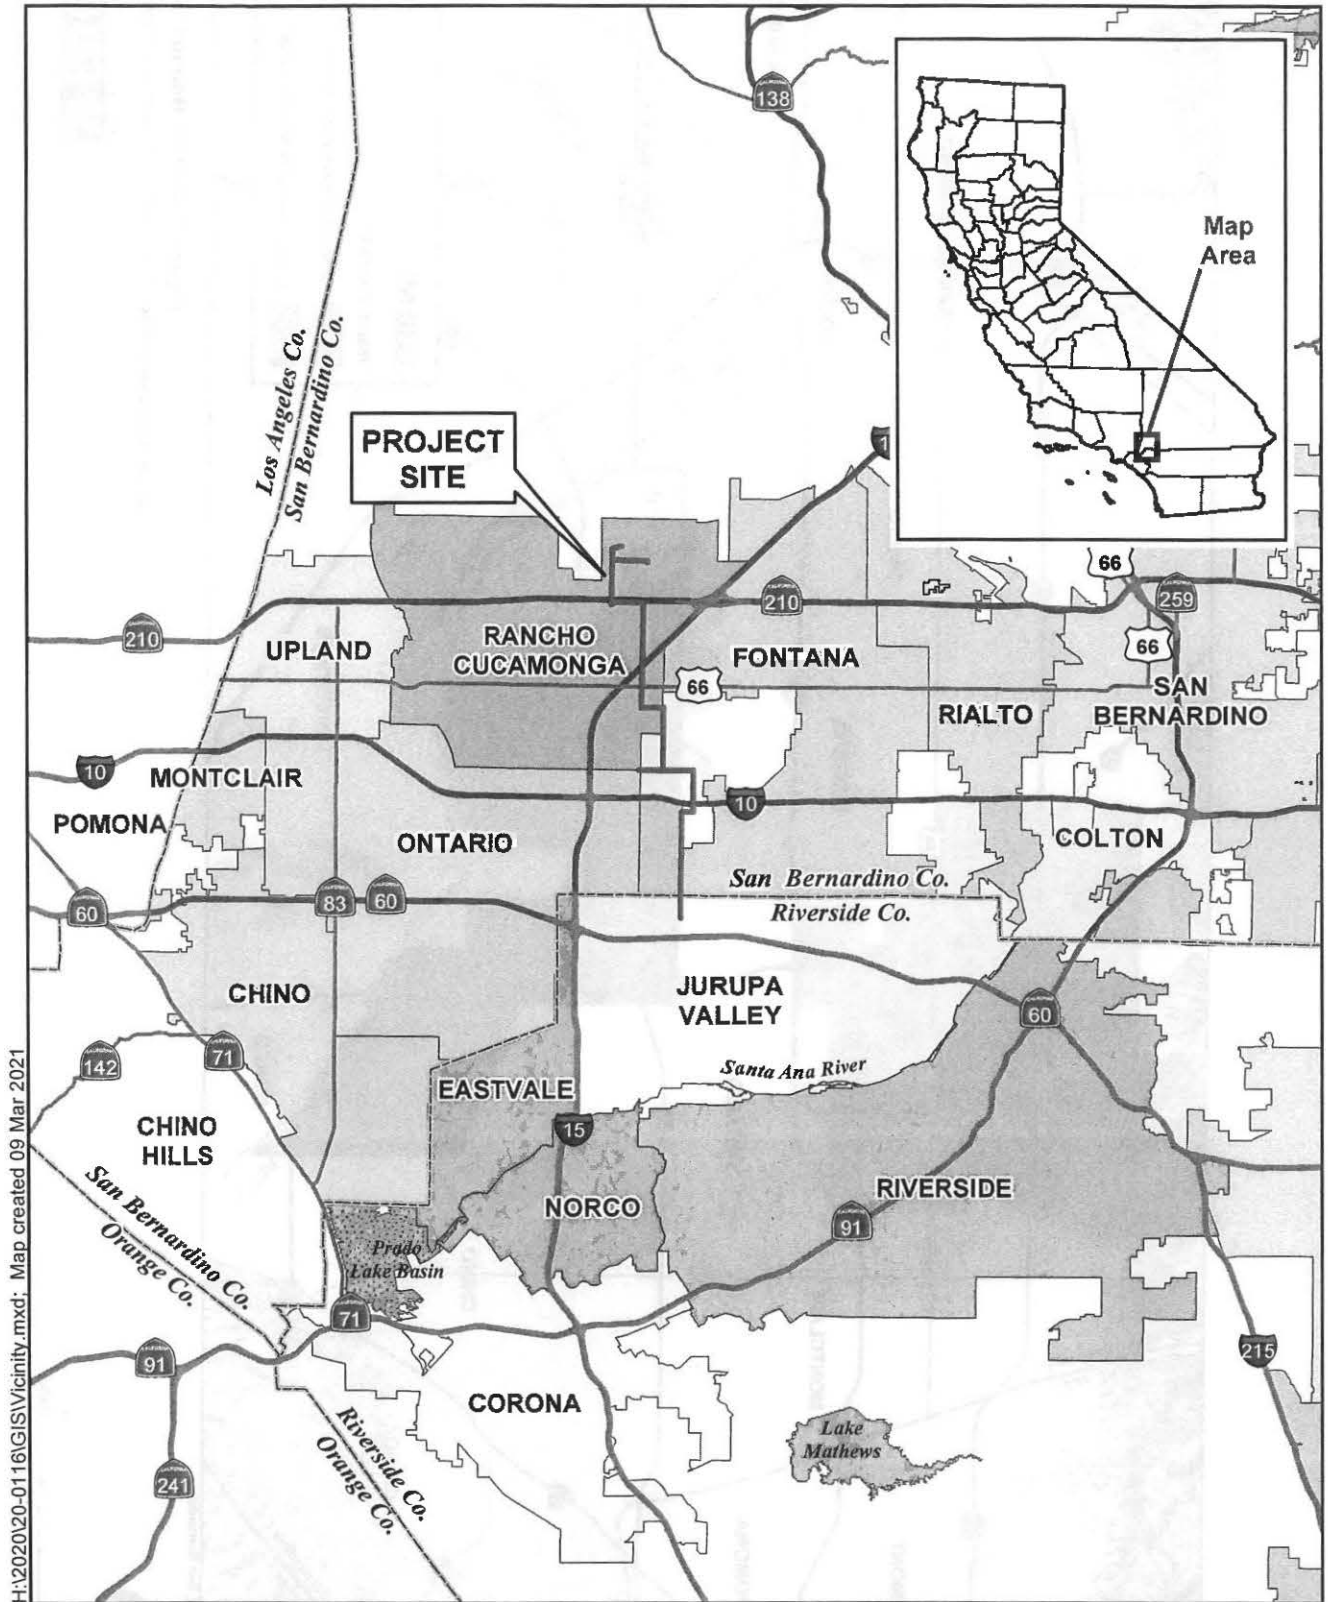 138
Map
Area
Los Angeles Co.
San Bernardino Co.
PROJECT
SITE
1
66
210
259
210
RANCHO
CUCAMONGA
UPLAND
FONTANA
66
66
SAN
BERNARDINO
RIALTO
10
MONTCLAIR
10
POMONA
ONTARIO
COLTON
San Bernardino Co.
Riverside Co.
60
83
60
CHINO
JURUPA
VALLEY
60
142
71
Santa Ana River
EASTVALE
CHINO
HILLS
15
San Bernardino Co.
Orange Co.
NORCO
RIVERSIDE
91
Prado
Lake Basin
71
91
215
CORONA
Riverside Co.
Orange Co.
Lake
Mathews
241
H:\2020\20-0116\GIS\Vicinity.mxd; Map created 09 Mar 2021